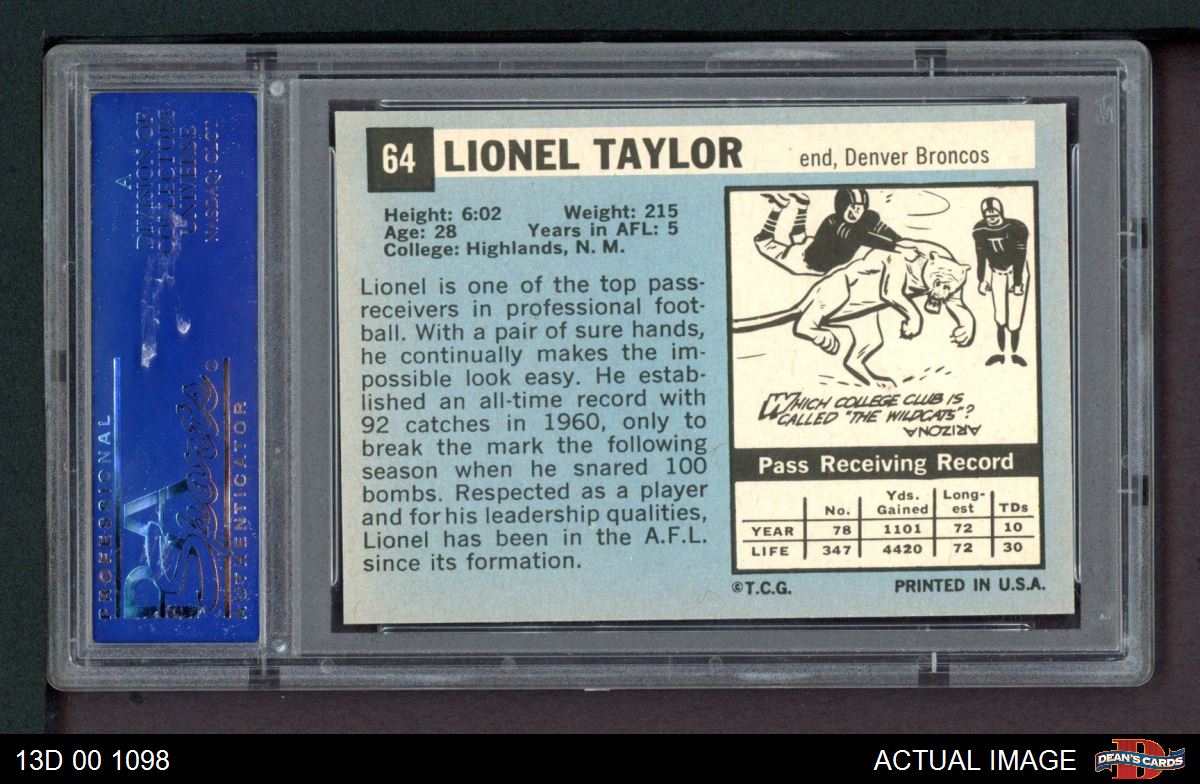 A
DIVISION OF
COLLECTORS
UNIVERSE
NASDAQ: CLCT
PROFESSIONAL
PSA
Sports
AUTHENTICATOR
64
LIONEL TAYLOR
end, Denver Broncos
Height: 6:02 Weight: 215
Age: 28 Years in AFL: 5
College: Highlands, N. M.
Lionel is one of the top pass-
receivers in professional foot-
ball. With a pair of sure hands,
he continually makes the im-
possible look easy. He estab-
lished an all-time record with
92 catches in 1960, only to
break the mark the following
season when he snared 100
bombs. Respected as a player
and for his leadership qualities,
Lionel has been in the A.F.L.
since its formation.
WHICH COLLEGE CLUB IS
CALLED "THE WILDCATS"?
ARIZONA
Pass Receiving Record
No. Yds. Gained Long-est TDs
YEAR 78 1101 72 10
LIFE 347 4420 72 30
©T.C.G. PRINTED IN U.S.A.
13D 00 1098
ACTUAL IMAGE
D
DEAN'S CARDS